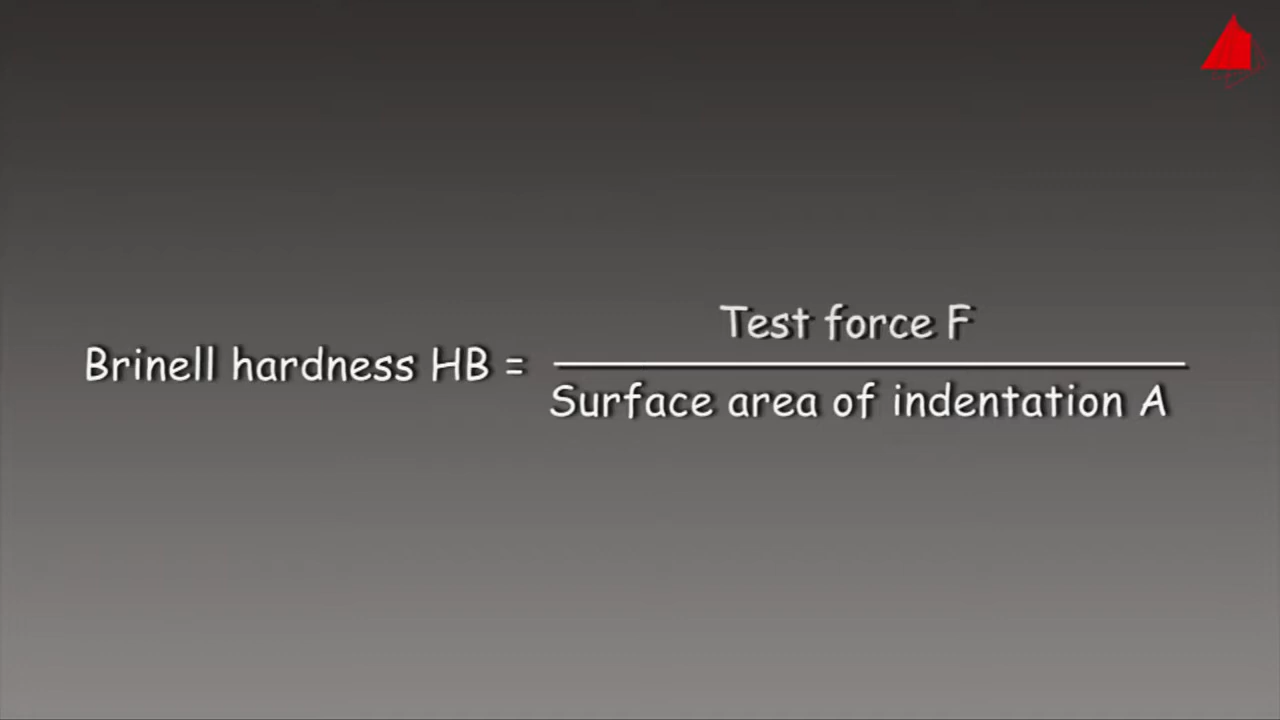 Brinell hardness HB =
Test force F
Surface area of indentation A